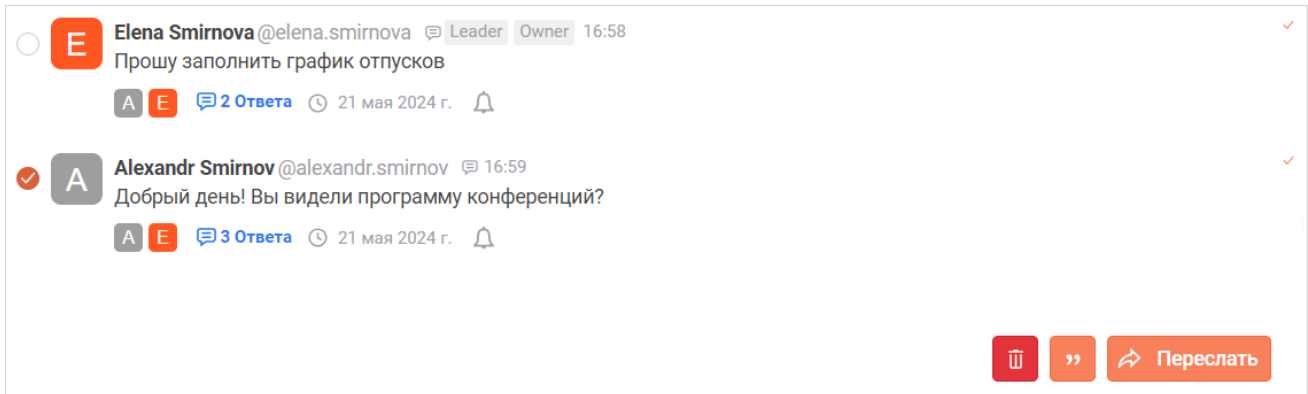 E Elena Smirnova @elena.smirnova Leader Owner 16:58
Прошу заполнить график отпусков
A E 2 Ответа 21 мая 2024 г.
A Alexandr Smirnov @alexandr.smirnov 16:59
Добрый день! Вы видели программу конференций?
A E 3 Ответа 21 мая 2024 г.
Переслать